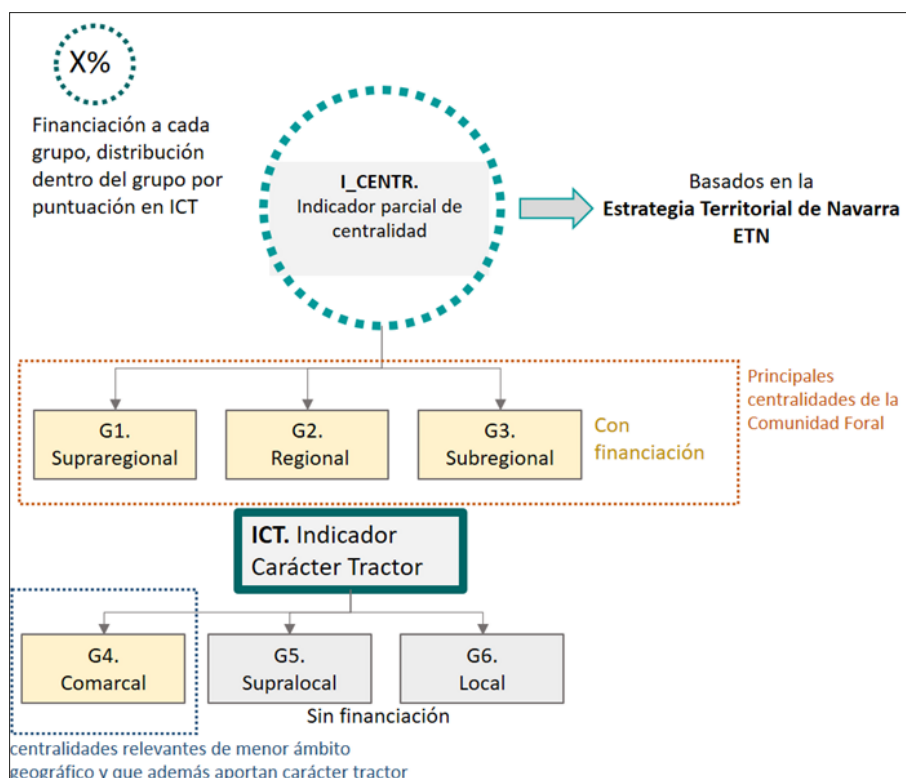 X%
Financiación a cada
grupo, distribución
dentro del grupo por
puntuación en ICT
I_CENTR.
Indicador parcial de
centralidad
Basados en la
Estrategia Territorial de Navarra
ETN
Principales
centralidades de la
Comunidad Foral
G1.
Supraregional
G2.
Regional
G3.
Subregional
Con
financiación
ICT. Indicador
Carácter Tractor
G4.
Comarcal
G5.
Supralocal
G6.
Local
Sin financiación
centralidades relevantes de menor ámbito
geográfico y que además aportan carácter tractor